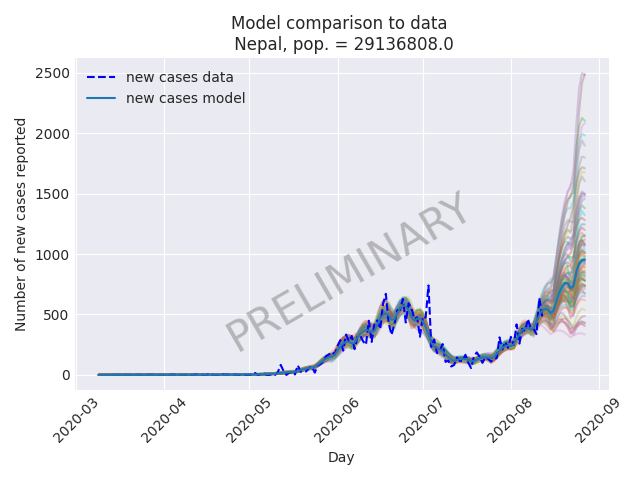 Model comparison to data
Nepal, pop. = 29136808.0
new cases data
new cases model
Number of new cases reported
2500
2000
1500
1000
500
0
PRELIMINARY
2020-03
2020-04
2020-05
2020-06
2020-07
2020-08
2020-09
Day